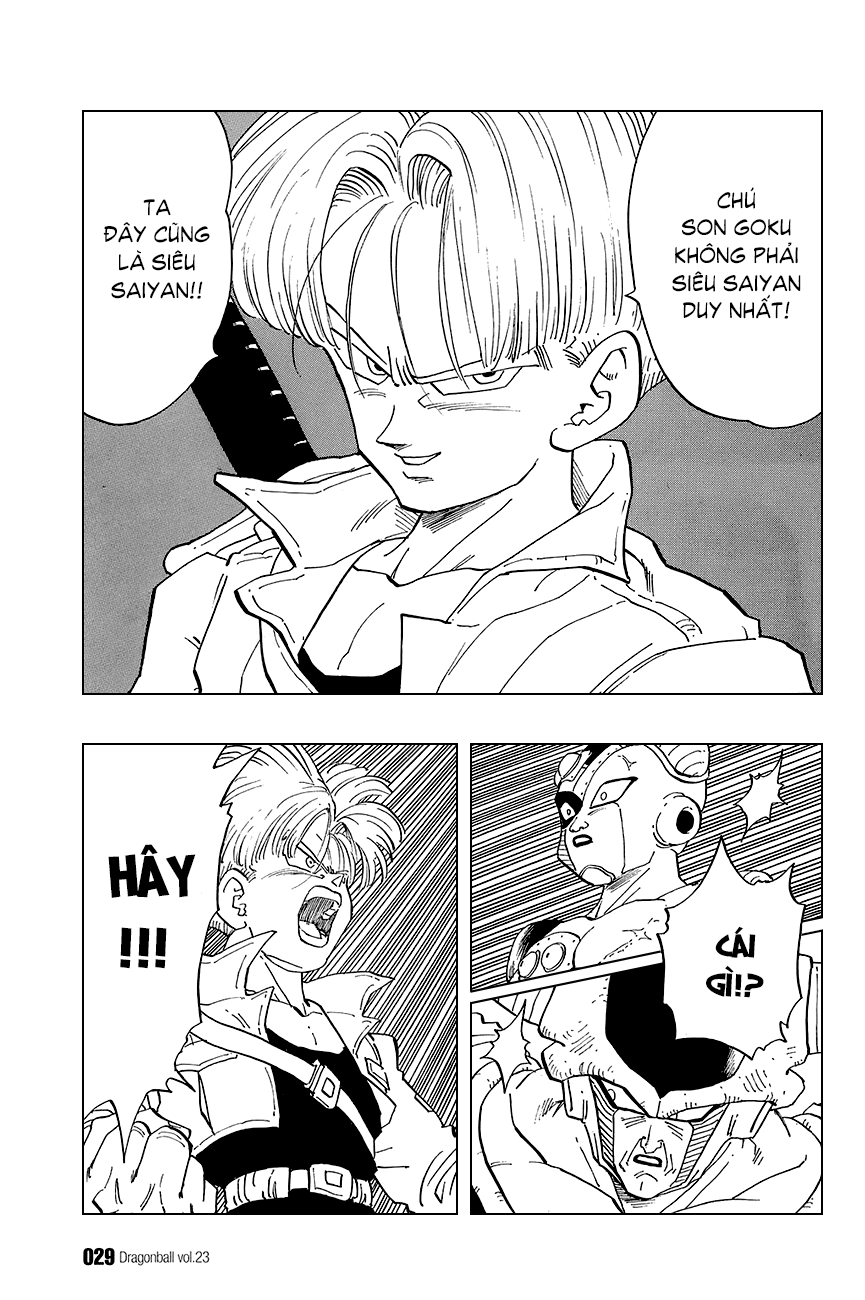 CHÚ
SON GOKU
KHÔNG PHẢI
SIÊU SAIYAN
DUY NHẤT!
TA
ĐÂY CŨNG
LÀ SIÊU
SAIYAN!!
CÁI
GÌ!?
HÂY
!!!
029 Dragonball vol.23